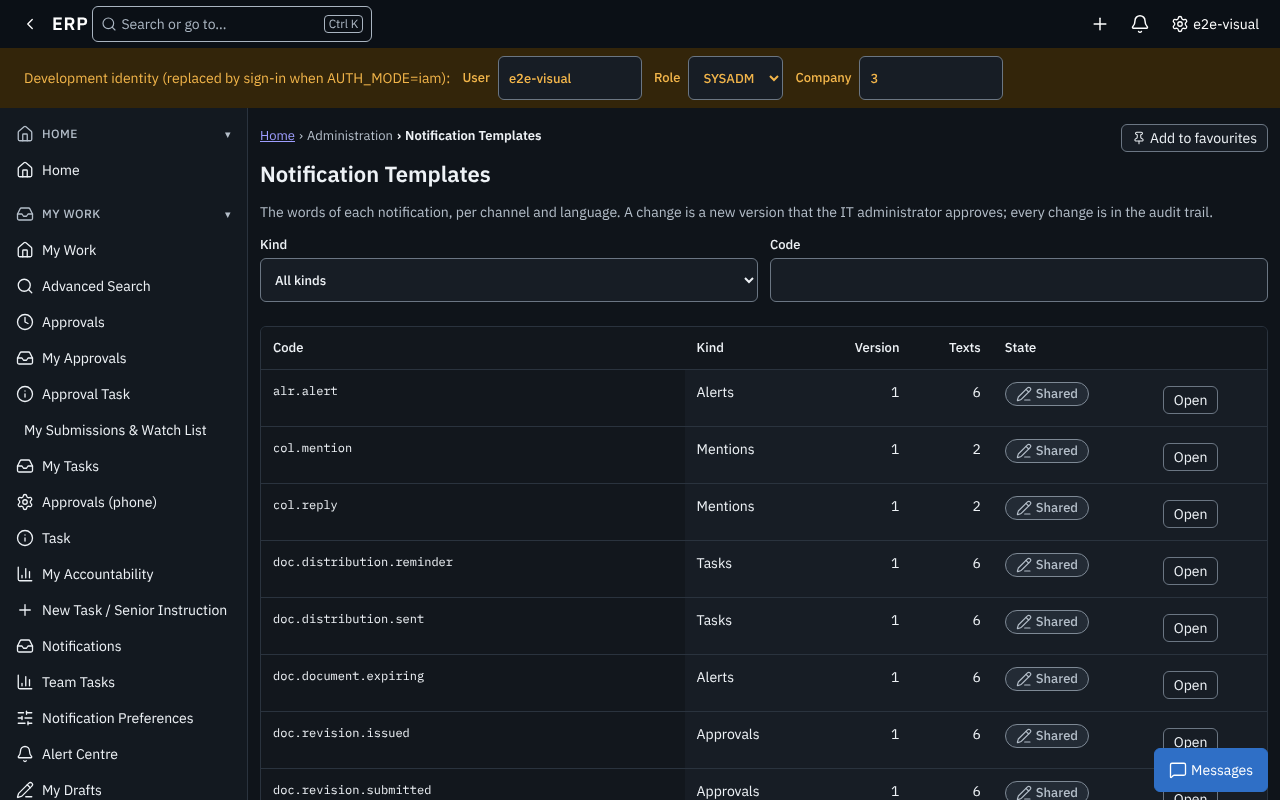 ERP Search or go to... Ctrl K e2e-visual
Development identity (replaced by sign-in when AUTH_MODE=iam): User e2e-visual Role SYSADM Company 3
HOME
Home
MY WORK
My Work
Advanced Search
Approvals
My Approvals
Approval Task
My Submissions & Watch List
My Tasks
Approvals (phone)
Task
My Accountability
New Task / Senior Instruction
Notifications
Team Tasks
Notification Preferences
Alert Centre
My Drafts
Home › Administration › Notification Templates
Add to favourites
Notification Templates
The words of each notification, per channel and language. A change is a new version that the IT administrator approves; every change is in the audit trail.
Kind Code
All kinds
Code Kind Version Texts State
alr.alert Alerts 1 6 Shared Open
col.mention Mentions 1 2 Shared Open
col.reply Mentions 1 2 Shared Open
doc.distribution.reminder Tasks 1 6 Shared Open
doc.distribution.sent Tasks 1 6 Shared Open
doc.document.expiring Alerts 1 6 Shared Open
doc.revision.issued Approvals 1 6 Shared Open
doc.revision.submitted Approvals 1 6 Shared Open
Messages